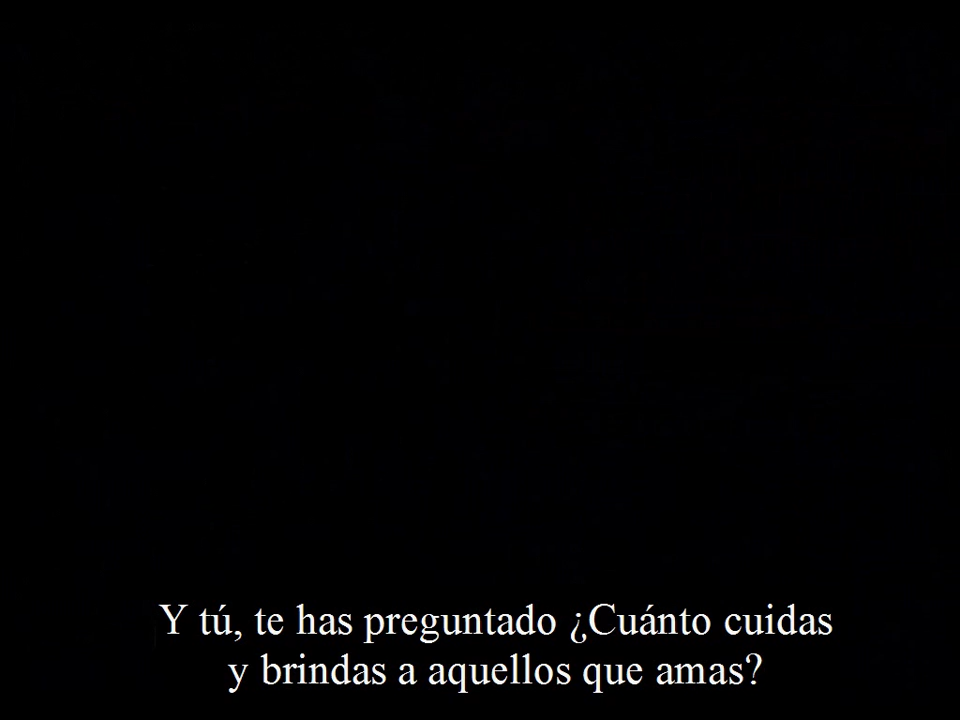 Y tú, te has preguntado ¿Cuánto cuidas
y brindas a aquellos que amas?